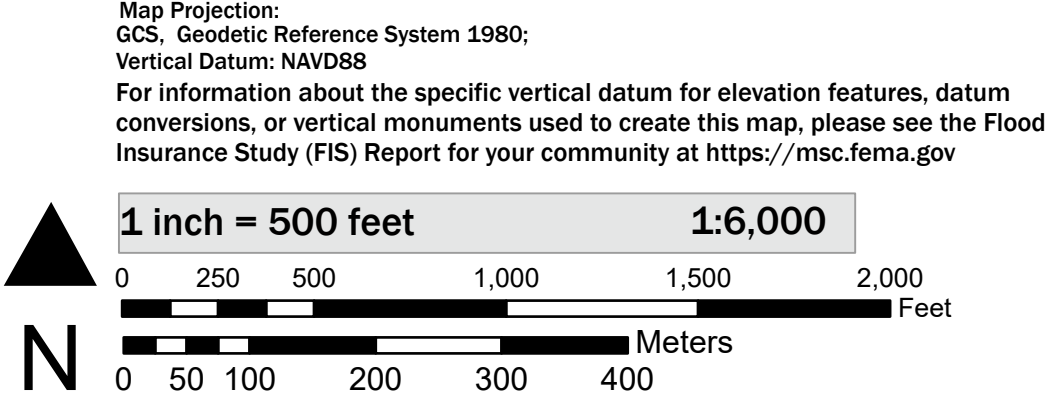 Map Projection:
GCS, Geodetic Reference System 1980;
Vertical Datum: NAVD88
For information about the specific vertical datum for elevation features, datum
conversions, or vertical monuments used to create this map, please see the Flood
Insurance Study (FIS) Report for your community at https://msc.fema.gov
1 inch = 500 feet 1:6,000
0 250 500 1,000 1,500 2,000
Feet
N
Meters
0 50 100 200 300 400